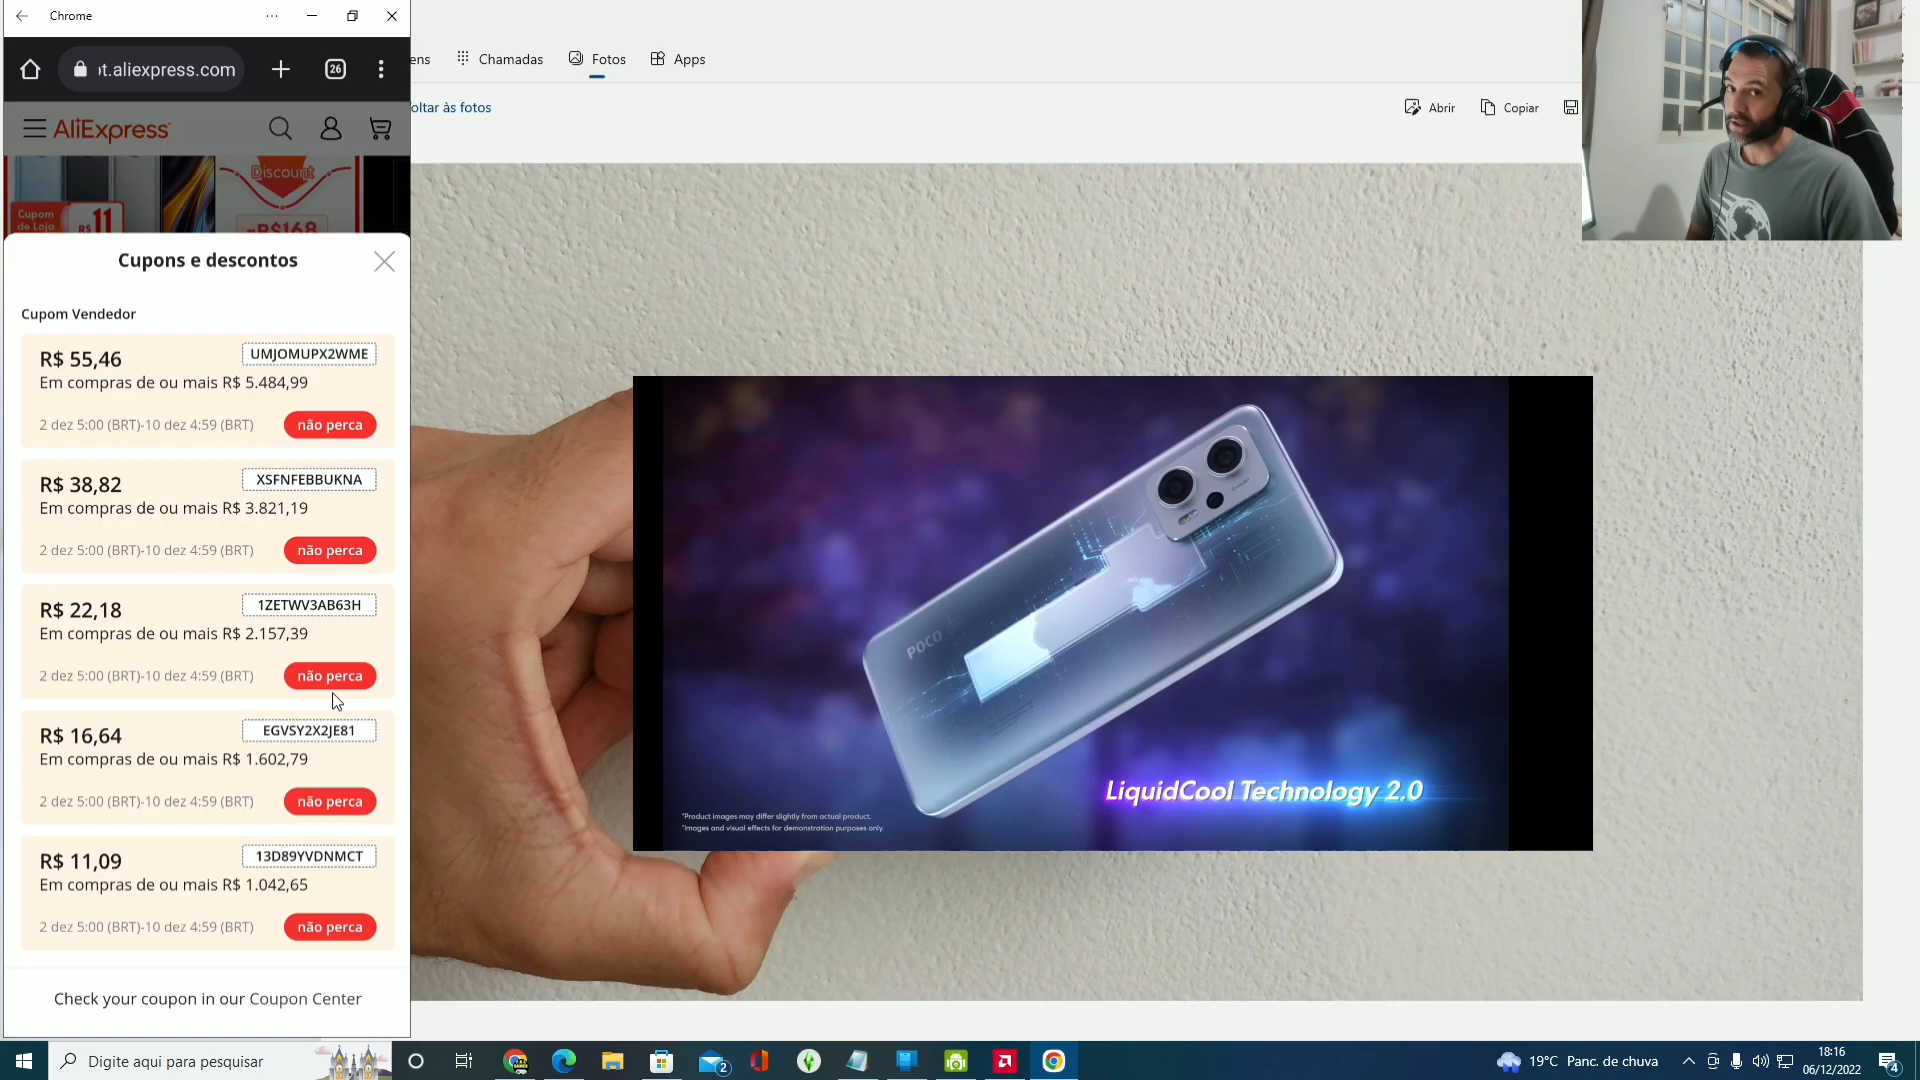 Chrome
pt.aliexpress.com
26
AliExpress
Discount
Cupom
de Loja
R$ 11
-R$168
Cupons e descontos
Cupom Vendedor
R$ 55,46
UMJOMUPX2WME
Em compras de ou mais R$ 5.484,99
2 dez 5:00 (BRT)-10 dez 4:59 (BRT)
não perca
R$ 38,82
XSFNFEBBUKNA
Em compras de ou mais R$ 3.821,19
2 dez 5:00 (BRT)-10 dez 4:59 (BRT)
não perca
R$ 22,18
1ZETWV3AB63H
Em compras de ou mais R$ 2.157,39
2 dez 5:00 (BRT)-10 dez 4:59 (BRT)
não perca
R$ 16,64
EGVSY2X2JE81
Em compras de ou mais R$ 1.602,79
2 dez 5:00 (BRT)-10 dez 4:59 (BRT)
não perca
R$ 11,09
13D89YVDNMCT
Em compras de ou mais R$ 1.042,65
2 dez 5:00 (BRT)-10 dez 4:59 (BRT)
não perca
Check your coupon in our Coupon Center
ens
Chamadas
Fotos
Apps
oltar às fotos
Abrir
Copiar
POCO
LiquidCool Technology 2.0
*Product images may differ slightly from actual product.
*Images and visual effects for demonstration purposes only.
Digite aqui para pesquisar
2
19°C Panc. de chuva
18:16
06/12/2022
4